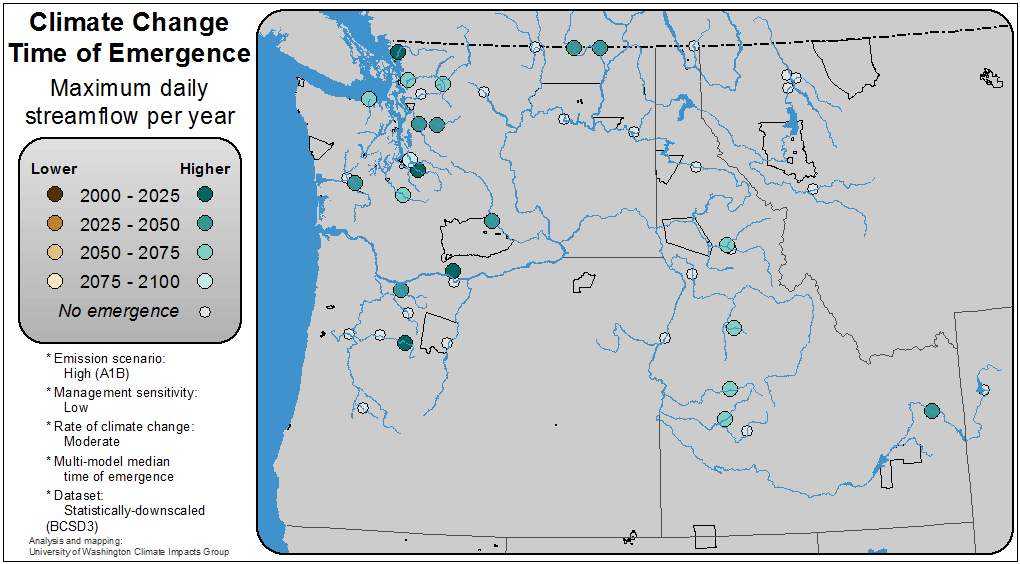 Climate Change
Time of Emergence
Maximum daily
streamflow per year
Lower Higher
2000 - 2025
2025 - 2050
2050 - 2075
2075 - 2100
No emergence
* Emission scenario:
High (A1B)
* Management sensitivity:
Low
* Rate of climate change:
Moderate
* Multi-model median
time of emergence
* Dataset:
Statistically-downscaled
(BCSD3)
Analysis and mapping:
University of Washington Climate Impacts Group